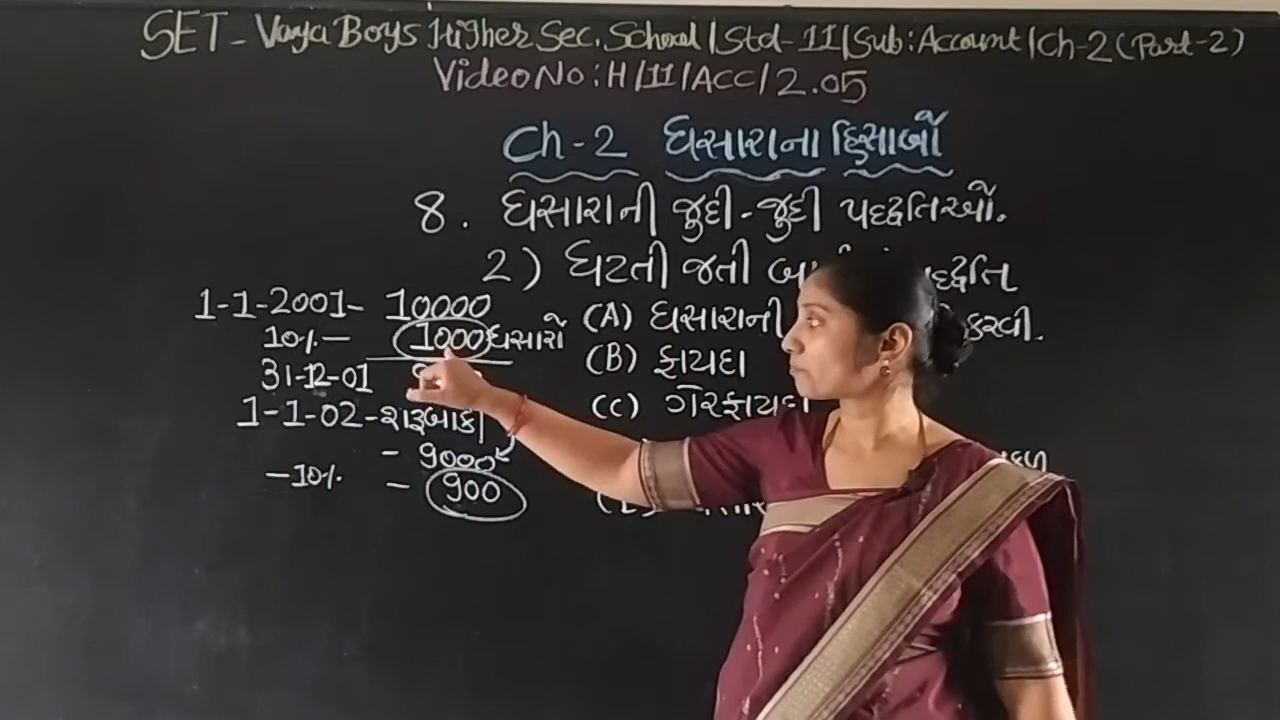 SET - Vaya Boys Higher Sec. School / Std-11 / Sub: Account / Ch-2 (Part-2)
Video No: H/11/ACC/2.05
Ch-2 ઘસારાના હિસાબો
8. ઘસારાની જુદી-જુદી પદ્ધતિઓ.
2) ઘટતી જતી પદ્ધતિ
1-1-2001- 10000
10%- 1000 ઘસારો
31-12-01
1-1-02-શરૂબાકી
- 9000
-10% - 900
(A) ઘસારાની કરવી.
(B) ફાયદા
(C) ગેરફાયદા